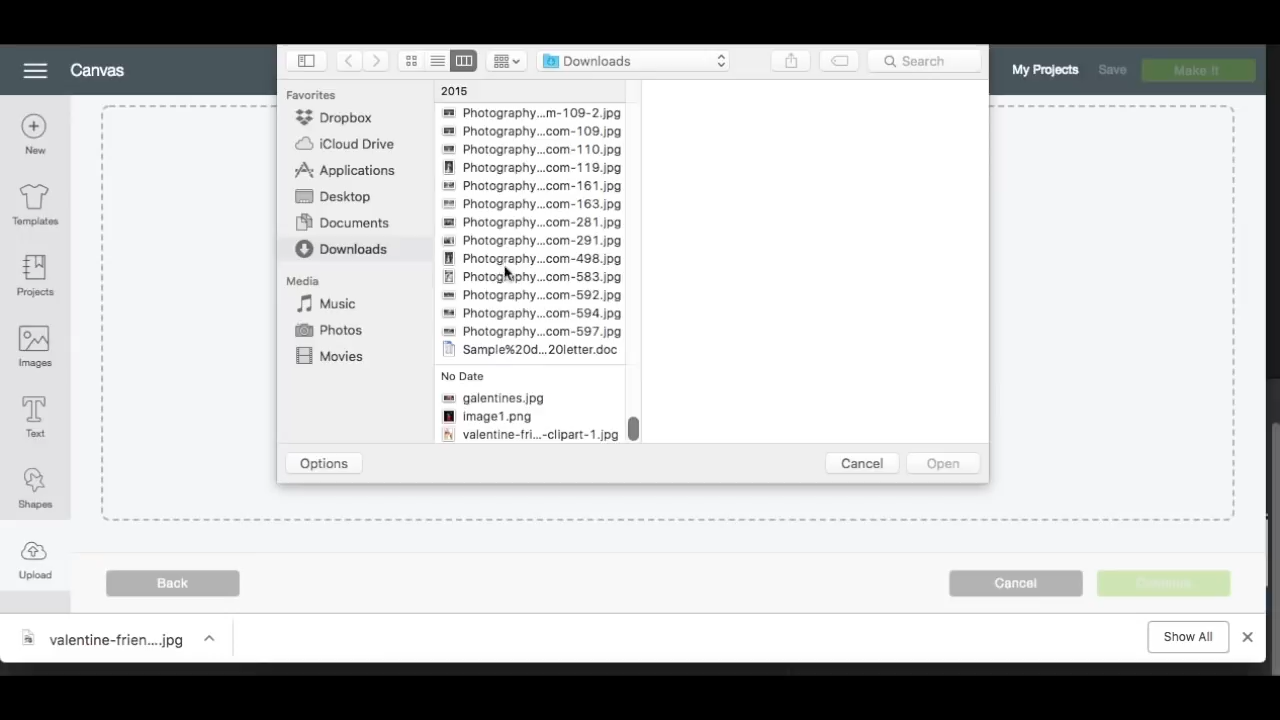 Canvas
My Projects
Save
Make It
New
Templates
Projects
Images
Text
Shapes
Upload
Downloads
Search
Favorites
Dropbox
iCloud Drive
Applications
Desktop
Documents
Downloads
Media
Music
Photos
Movies
2015
Photography...m-109-2.jpg
Photography...com-109.jpg
Photography...com-110.jpg
Photography...com-119.jpg
Photography...com-161.jpg
Photography...com-163.jpg
Photography...com-281.jpg
Photography...com-291.jpg
Photography...com-498.jpg
Photography...com-583.jpg
Photography...com-592.jpg
Photography...com-594.jpg
Photography...com-597.jpg
Sample%20d...20letter.doc
No Date
galentines.jpg
image1.png
valentine-fri...-clipart-1.jpg
Options
Cancel
Open
Back
Cancel
Continue
valentine-frien....jpg
Show All